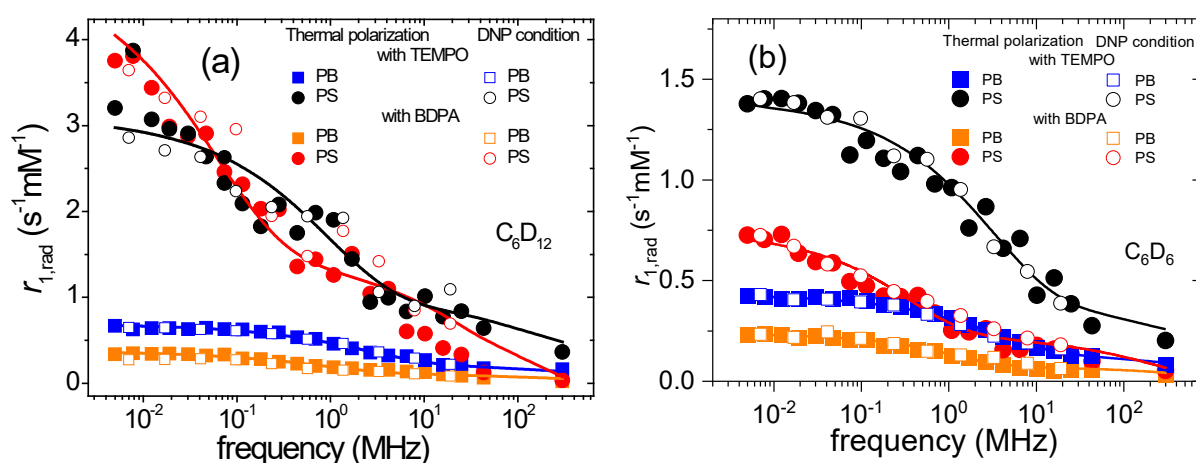 (a)
Thermal polarization DNP condition
with TEMPO
PB PB
PS PS
with BDPA
PB PB
PS PS
C₆D₁₂
r₁,rad (s⁻¹mM⁻¹)
4
3
2
1
0
10⁻² 10⁻¹ 10⁰ 10¹ 10²
frequency (MHz)
(b)
Thermal polarization DNP condition
with TEMPO
PB PB
PS PS
with BDPA
PB PB
PS PS
C₆D₆
r₁,rad (s⁻¹mM⁻¹)
1.5
1.0
0.5
0.0
10⁻² 10⁻¹ 10⁰ 10¹ 10²
frequency (MHz)